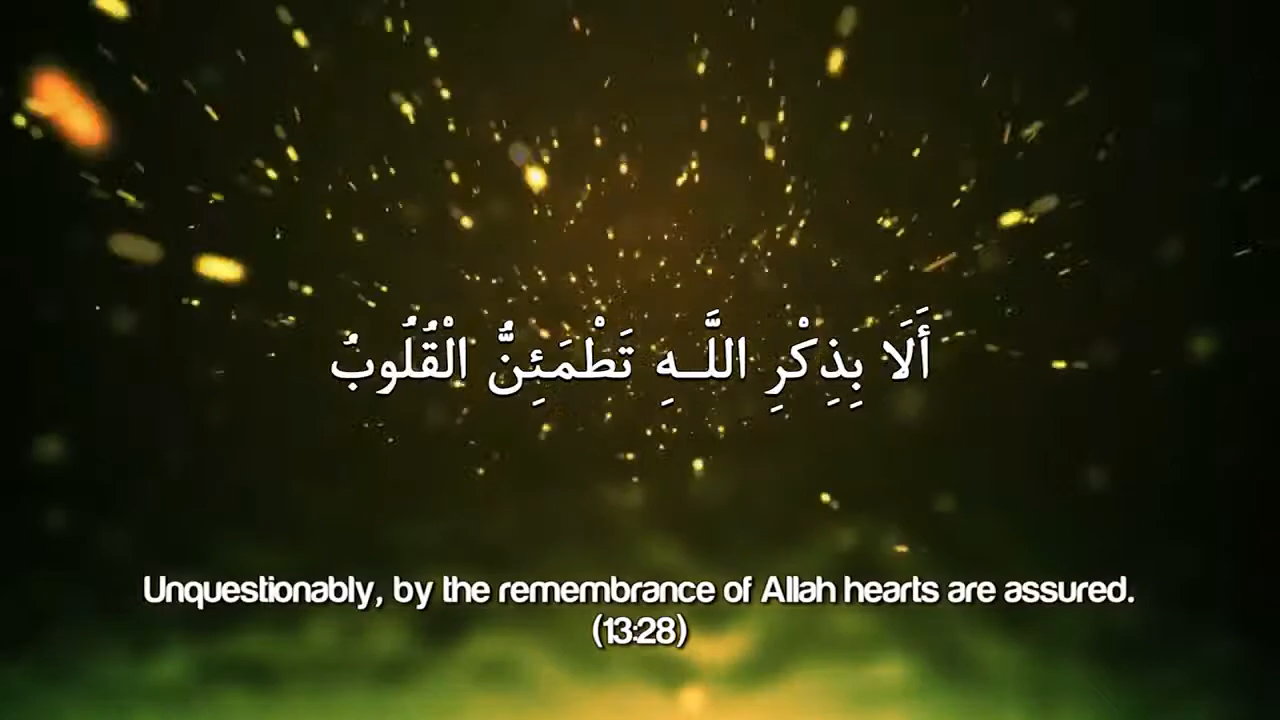 أَلَا بِذِكْرِ اللَّـهِ تَطْمَئِنُّ الْقُلُوبُ
Unquestionably, by the remembrance of Allah hearts are assured.
(13:28)